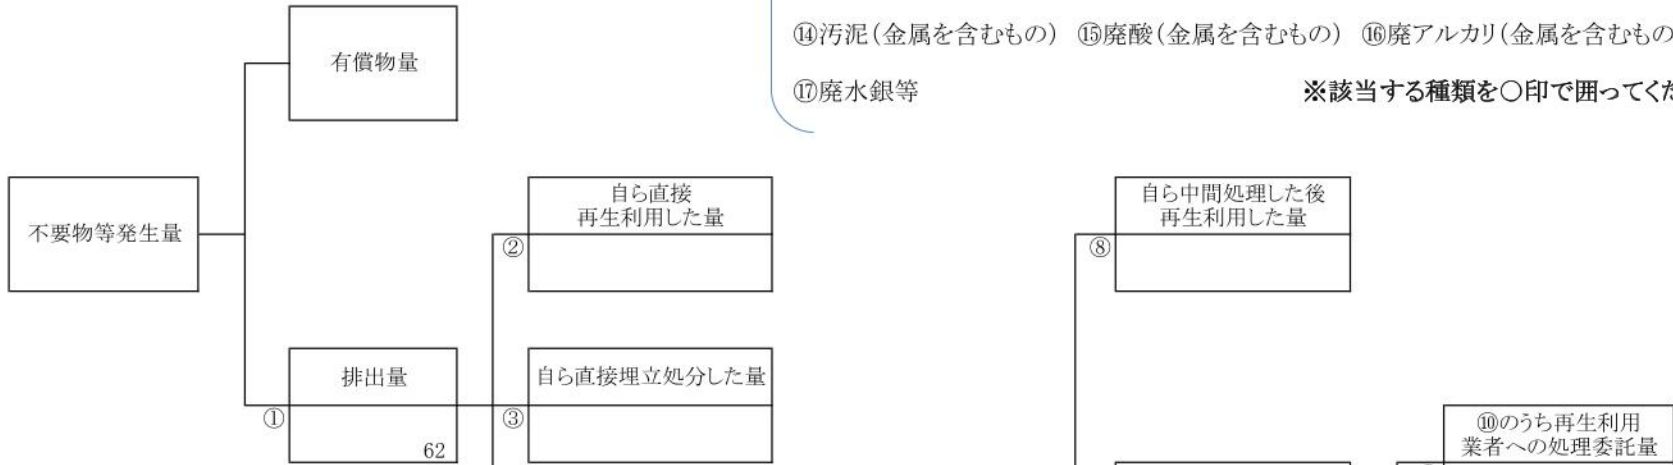 ⑭汚泥(金属を含むもの) ⑮廃酸(金属を含むもの) ⑯廃アルカリ(金属を含むもの
有償物量
⑰廃水銀等 ※該当する種類を○印で囲ってくだ
不要物等発生量
自ら直接
再生利用した量
②
自ら中間処理した後
再生利用した量
⑧
排出量
①
62
自ら直接埋立処分した量
③
⑩のうち再生利用
業者への処理委託量